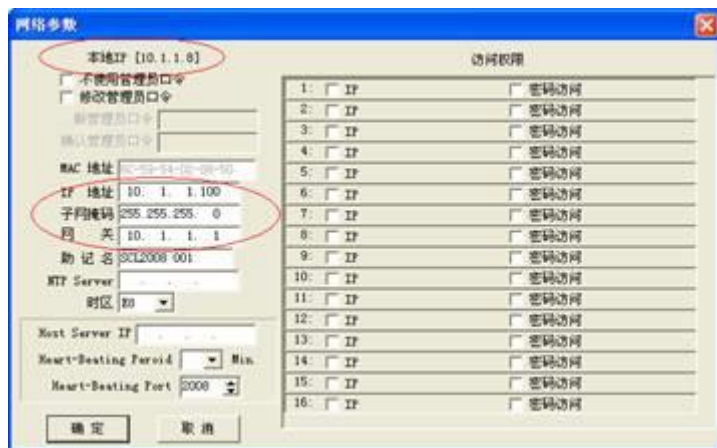 网络参数
本地IP [10.1.1.8]
不使用管理员口令
修改管理员口令
新管理员口令
确认管理员口令
MAC 地址
IP 地址 10. 1. 1.100
子网掩码 255.255.255. 0
网 关 10. 1. 1. 1
助 记 名 SCL2008 001
NTP Server . . .
时区 E8
Host Server IP . . .
Heart-Beating Peroid Min.
Heart-Beating Port 2008
确 定 取 消
访问权限
1: IP 密码访问
2: IP 密码访问
3: IP 密码访问
4: IP 密码访问
5: IP 密码访问
6: IP 密码访问
7: IP 密码访问
8: IP 密码访问
9: IP 密码访问
10: IP 密码访问
11: IP 密码访问
12: IP 密码访问
13: IP 密码访问
14: IP 密码访问
15: IP 密码访问
16: IP 密码访问